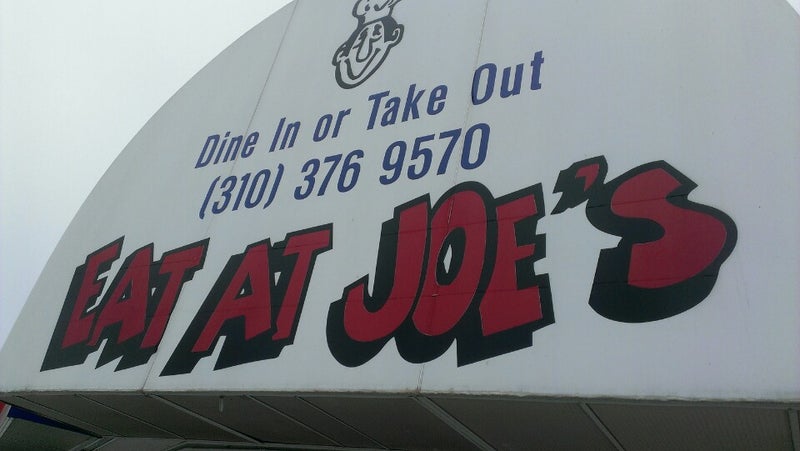 Dine In or Take Out
(310) 376 9570
EAT AT JOE'S